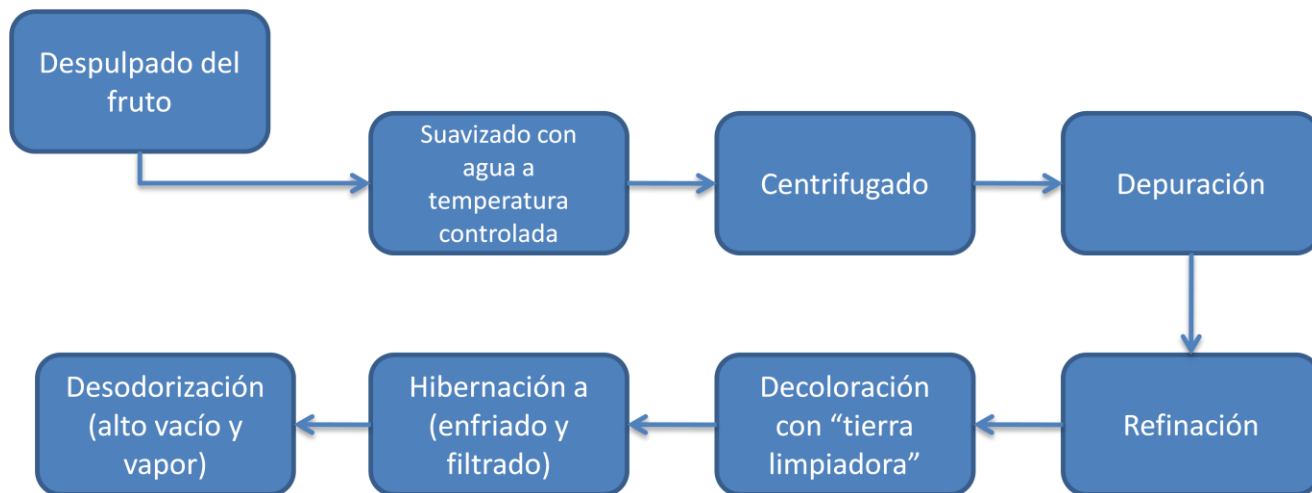 Despulpado del
fruto
Suavizado con
agua a
temperatura
controlada
Centrifugado
Depuración
Refinación
Decoloración
con “tierra
limpiadora”
Hibernación a
(enfriado y
filtrado)
Desodorización
(alto vacío y
vapor)